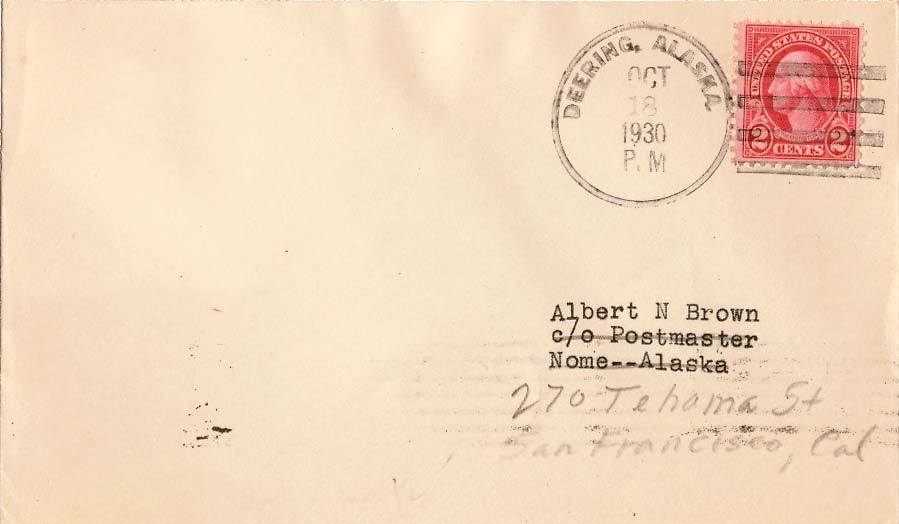 DEERING, ALASKA.
OCT
18
1930
P. M
UNITED STATES POSTAGE
2 CENTS 2
Albert N Brown
c/o Postmaster
Nome--Alaska
270 Tehama St
San Francisco, Cal